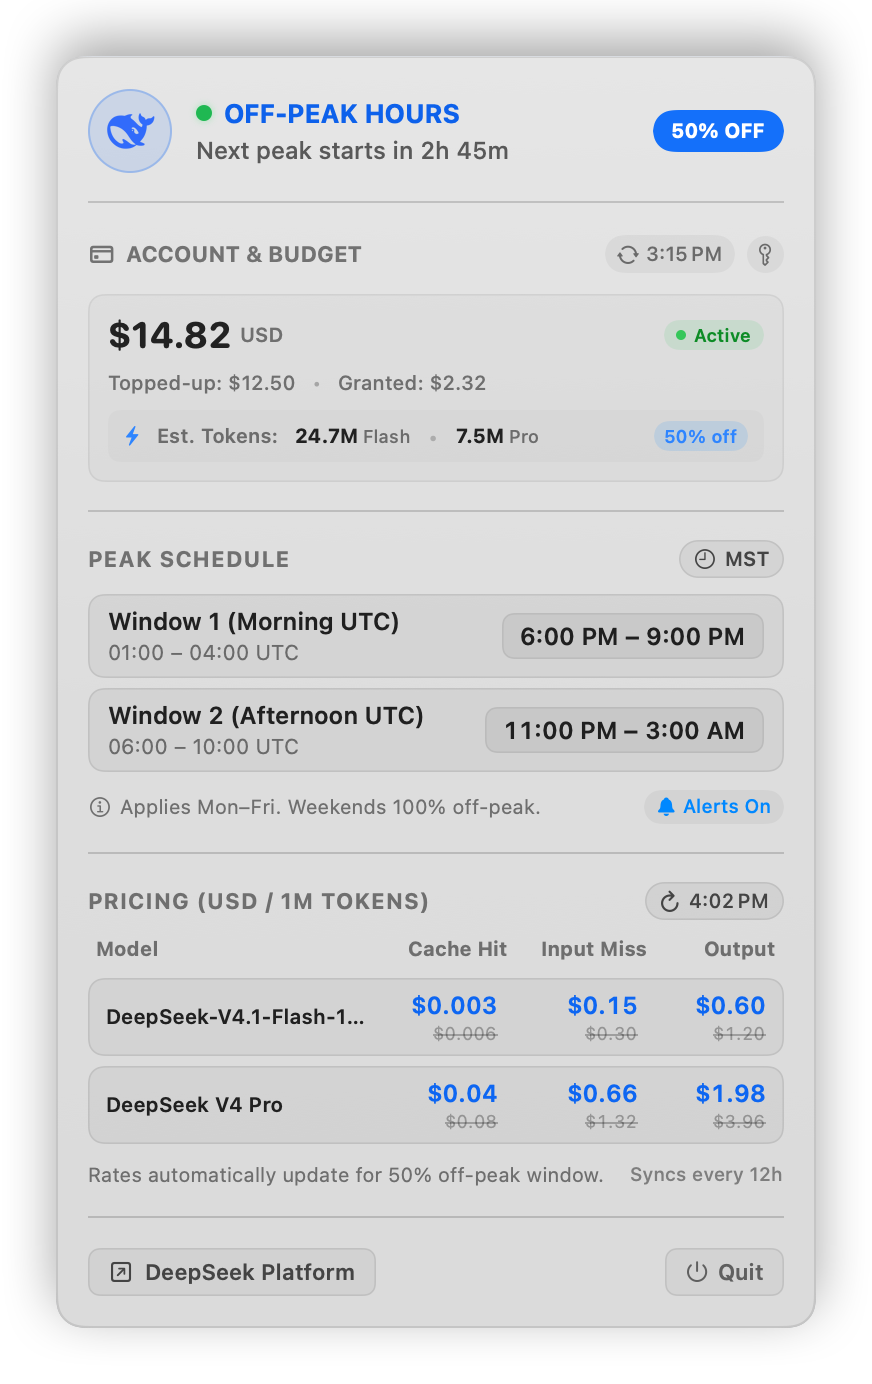 OFF-PEAK HOURS
Next peak starts in 2h 45m
50% OFF
ACCOUNT & BUDGET
3:15 PM
$14.82 USD
Active
Topped-up: $12.50 • Granted: $2.32
Est. Tokens: 24.7M Flash • 7.5M Pro
50% off
PEAK SCHEDULE
MST
Window 1 (Morning UTC)
01:00 – 04:00 UTC
6:00 PM – 9:00 PM
Window 2 (Afternoon UTC)
06:00 – 10:00 UTC
11:00 PM – 3:00 AM
Applies Mon–Fri. Weekends 100% off-peak.
Alerts On
PRICING (USD / 1M TOKENS)
4:02 PM
Model Cache Hit Input Miss Output
DeepSeek-V4.1-Flash-1... $0.003 $0.15 $0.60
$0.006 $0.30 $1.20
DeepSeek V4 Pro $0.04 $0.66 $1.98
$0.08 $1.32 $3.96
Rates automatically update for 50% off-peak window. Syncs every 12h
DeepSeek Platform
Quit